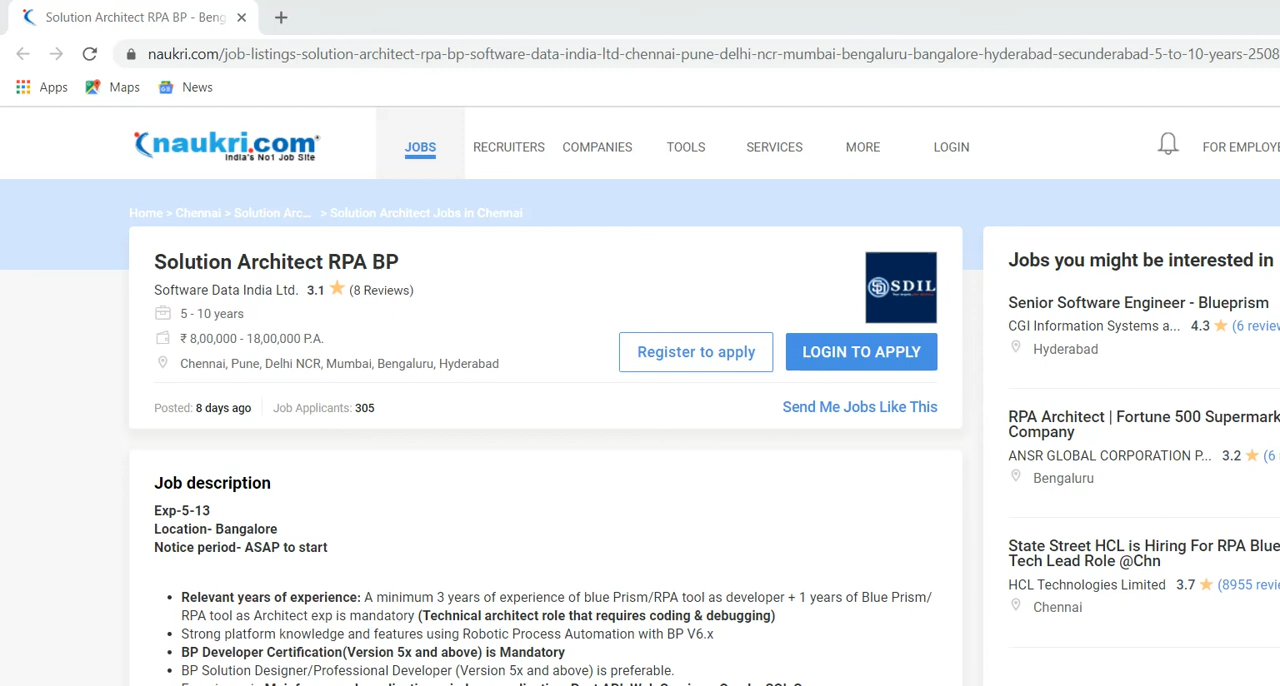 Solution Architect RPA BP - Beng
naukri.com/job-listings-solution-architect-rpa-bp-software-data-india-ltd-chennai-pune-delhi-ncr-mumbai-bengaluru-bangalore-hyderabad-secunderabad-5-to-10-years-2508
Apps Maps News
naukri.com
India's No1 Job Site
JOBS RECRUITERS COMPANIES TOOLS SERVICES MORE LOGIN FOR EMPLOYE
Home > Chennai > Solution Arc... > Solution Architect Jobs in Chennai
Solution Architect RPA BP
Software Data India Ltd. 3.1 (8 Reviews)
5 - 10 years
₹ 8,00,000 - 18,00,000 P.A.
Chennai, Pune, Delhi NCR, Mumbai, Bengaluru, Hyderabad
SDIL
Register to apply LOGIN TO APPLY
Posted: 8 days ago Job Applicants: 305
Send Me Jobs Like This
Job description
Exp-5-13
Location- Bangalore
Notice period- ASAP to start
• Relevant years of experience: A minimum 3 years of experience of blue Prism/RPA tool as developer + 1 years of Blue Prism/
RPA tool as Architect exp is mandatory (Technical architect role that requires coding & debugging)
• Strong platform knowledge and features using Robotic Process Automation with BP V6.x
• BP Developer Certification(Version 5x and above) is Mandatory
• BP Solution Designer/Professional Developer (Version 5x and above) is preferable.
Jobs you might be interested in
Senior Software Engineer - Blueprism
CGI Information Systems a... 4.3 (6 review
Hyderabad
RPA Architect | Fortune 500 Supermark
Company
ANSR GLOBAL CORPORATION P... 3.2 (6
Bengaluru
State Street HCL is Hiring For RPA Blue
Tech Lead Role @Chn
HCL Technologies Limited 3.7 (8955 revie
Chennai